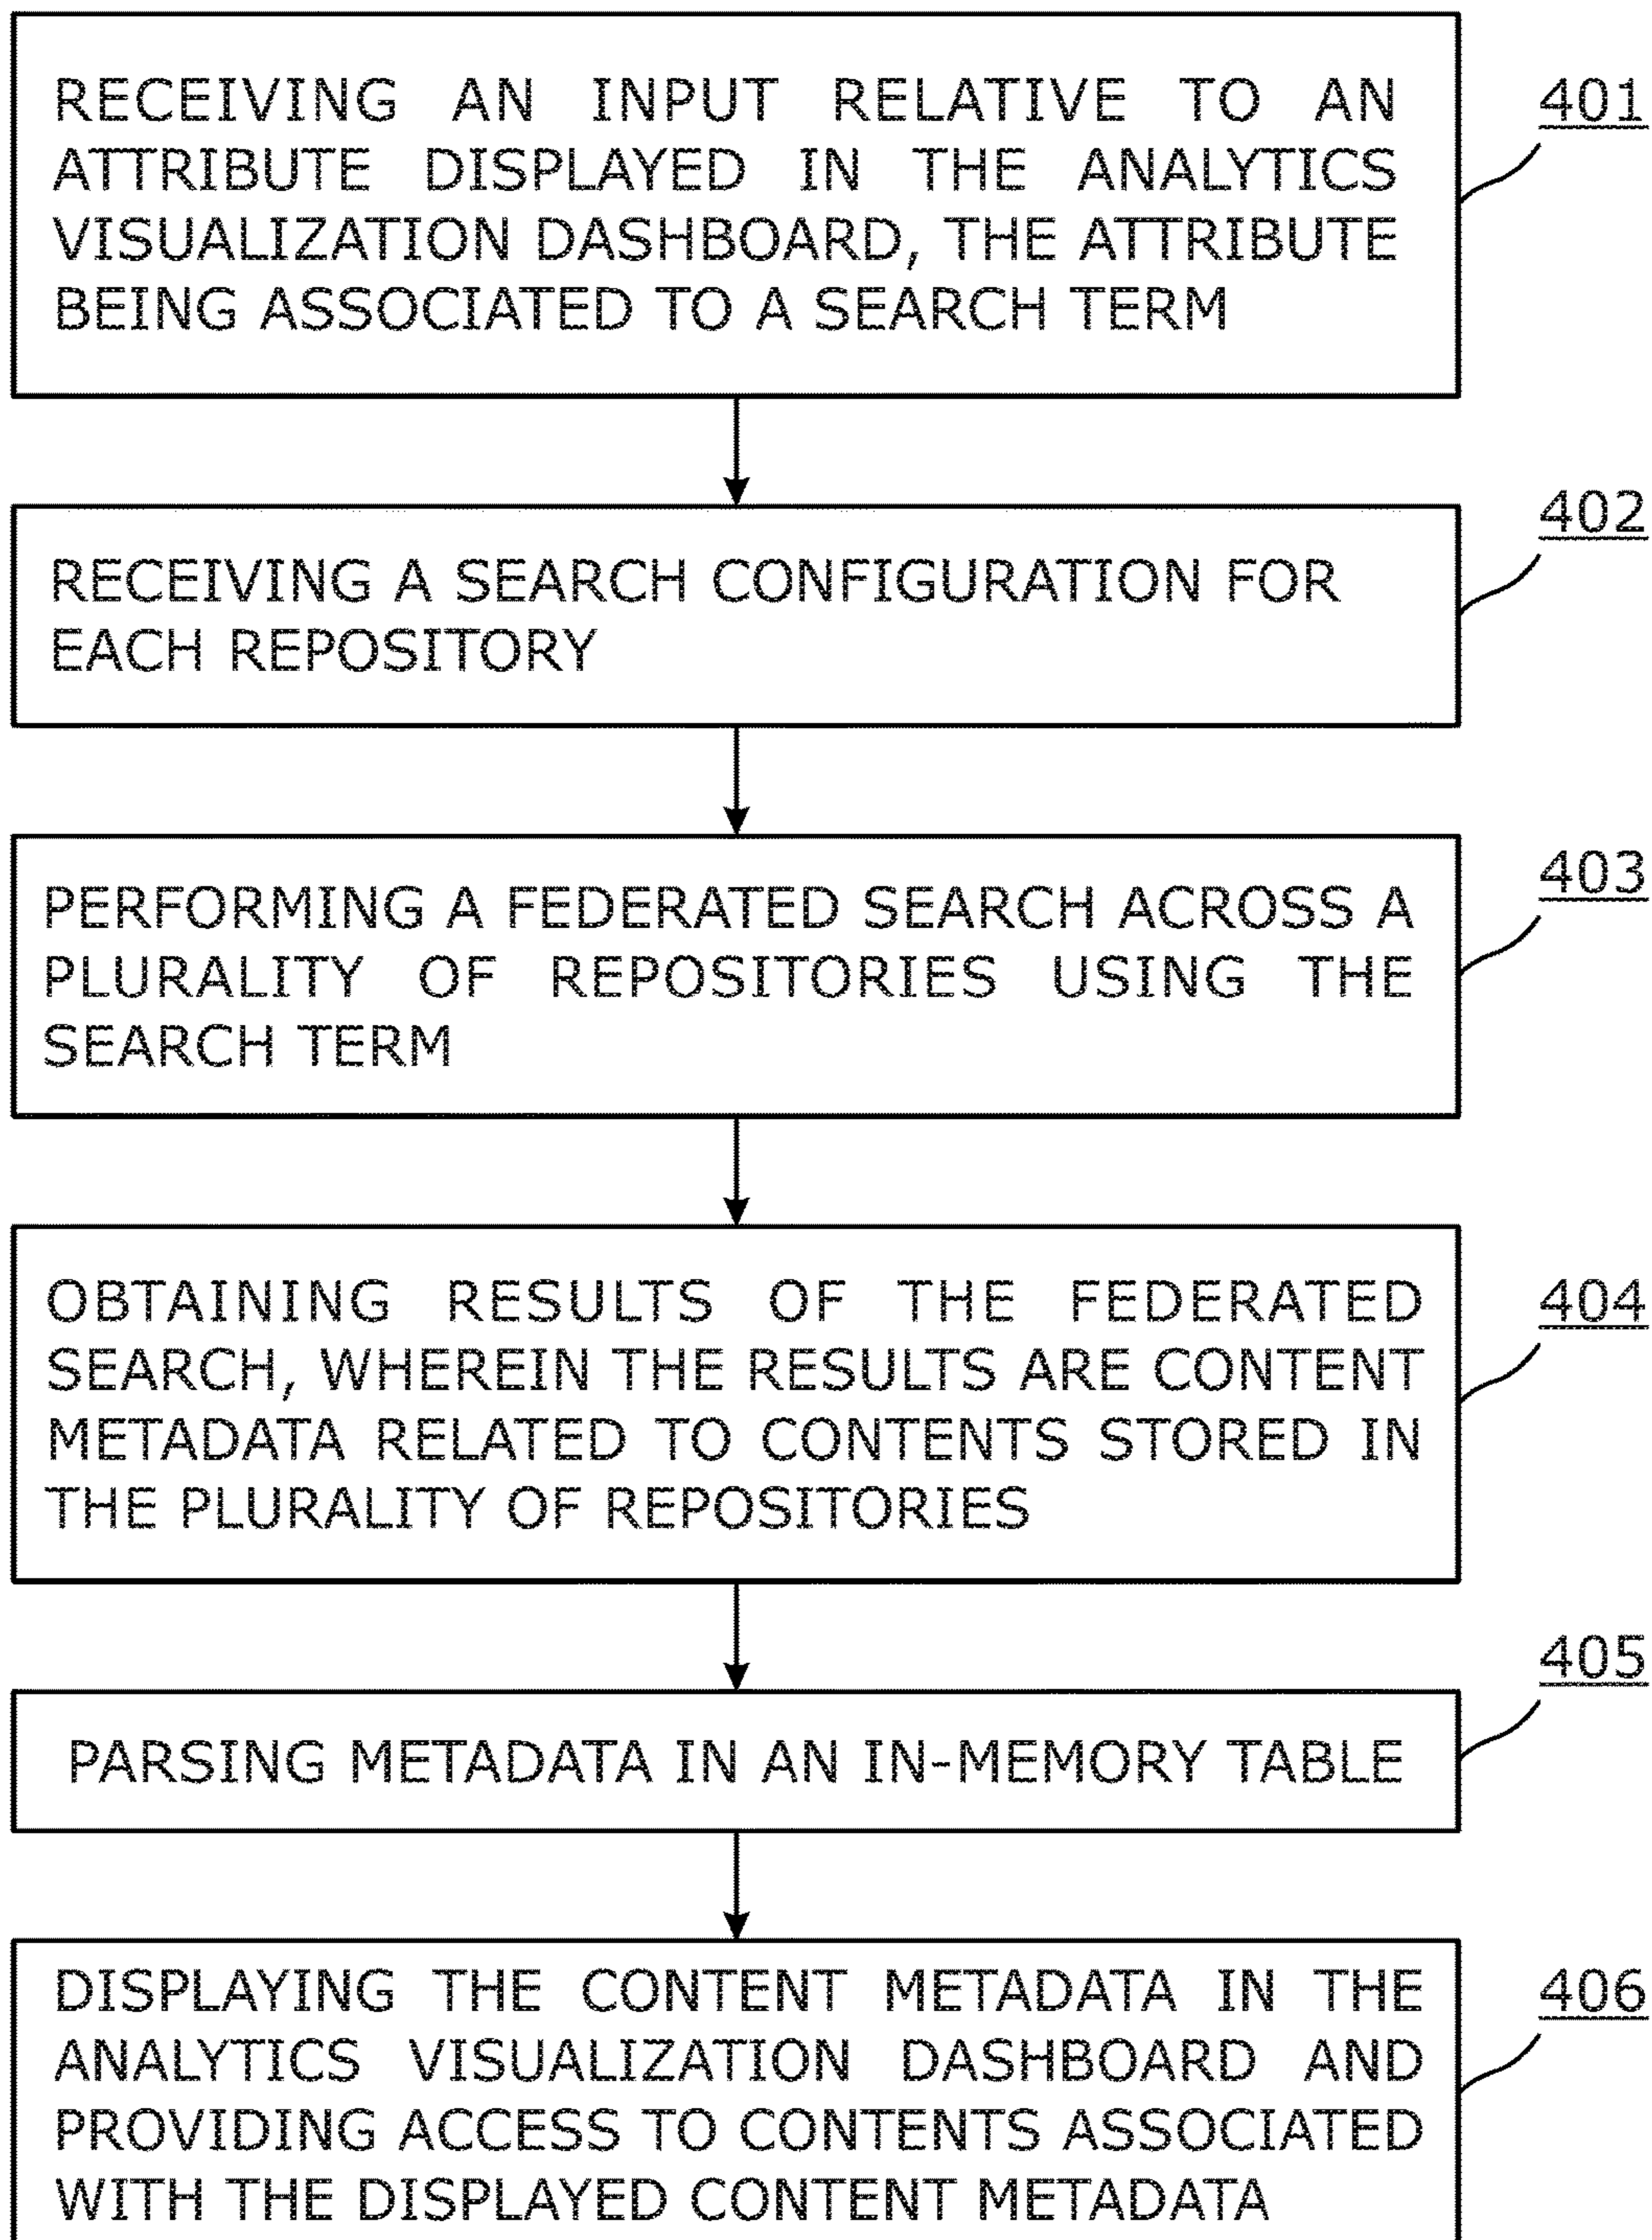 RECEIVING AN INPUT RELATIVE TO AN
ATTRIBUTE DISPLAYED IN THE ANALYTICS
VISUALIZATION DASHBOARD, THE ATTRIBUTE
BEING ASSOCIATED TO A SEARCH TERM
401
RECEIVING A SEARCH CONFIGURATION FOR
EACH REPOSITORY
402
PERFORMING A FEDERATED SEARCH ACROSS A
PLURALITY OF REPOSITORIES USING THE
SEARCH TERM
403
OBTAINING RESULTS OF THE FEDERATED
SEARCH, WHEREIN THE RESULTS ARE CONTENT
METADATA RELATED TO CONTENTS STORED IN
THE PLURALITY OF REPOSITORIES
404
PARSING METADATA IN AN IN-MEMORY TABLE
405
DISPLAYING THE CONTENT METADATA IN THE
ANALYTICS VISUALIZATION DASHBOARD AND
PROVIDING ACCESS TO CONTENTS ASSOCIATED
WITH THE DISPLAYED CONTENT METADATA
406